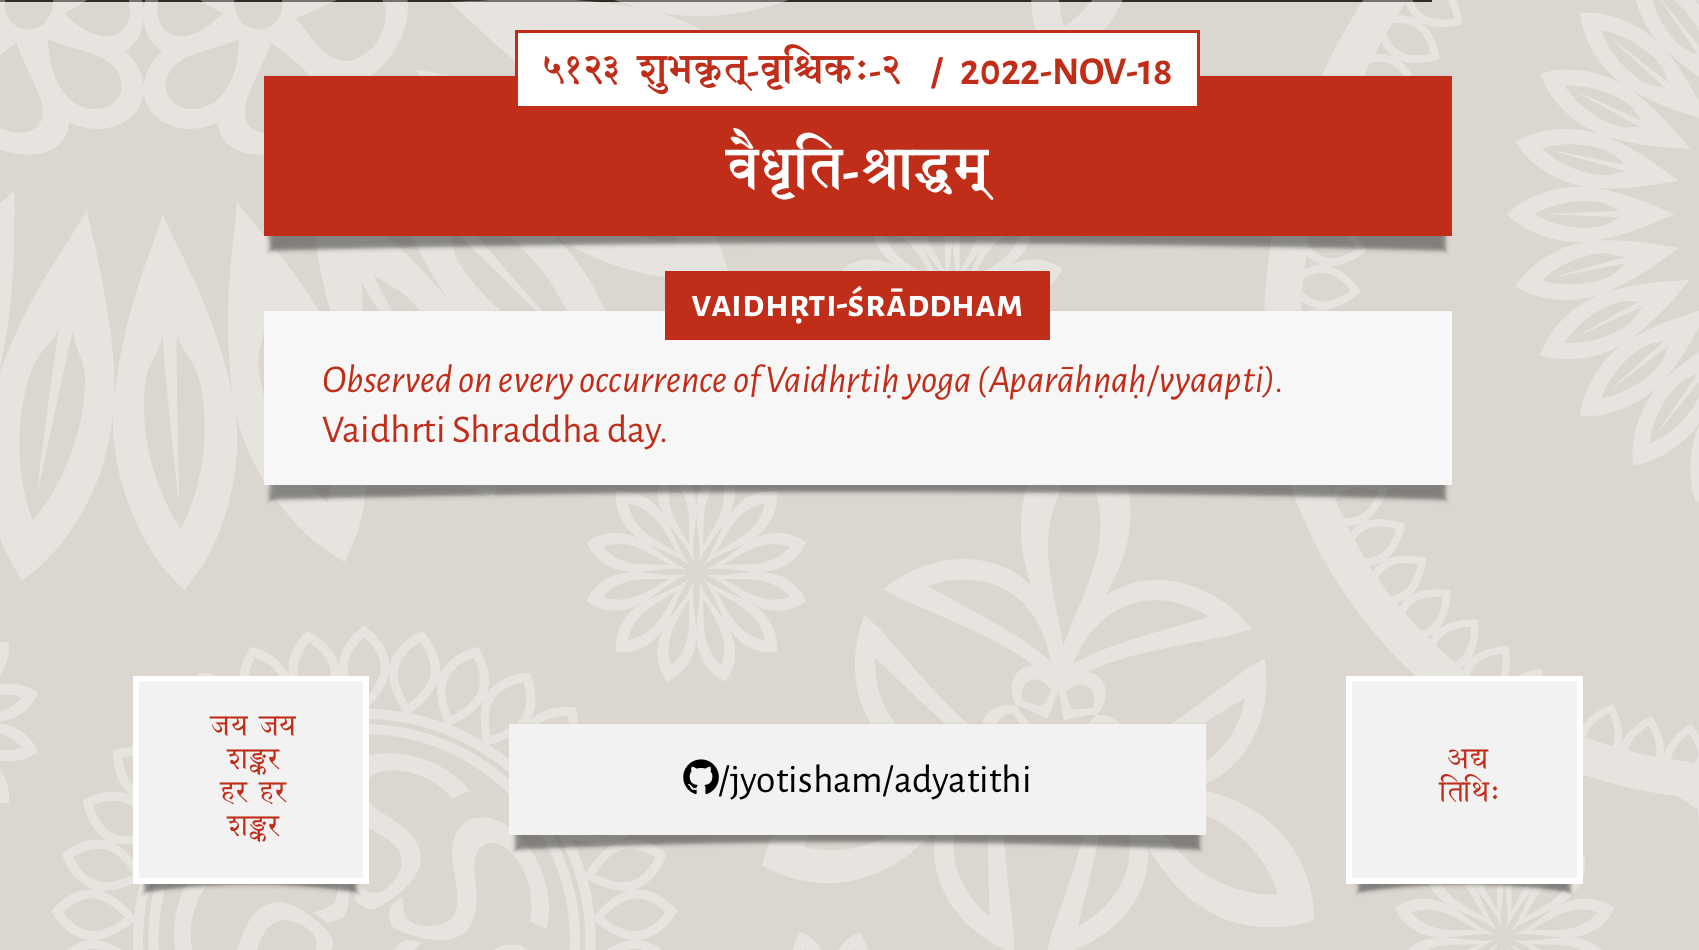 ५१२३ शुभकृत्-वृश्चिकः-२ / 2022-NOV-18
वैधृति-श्राद्धम्
VAIDHṚTI-ŚRĀDDHAM
Observed on every occurrence of Vaidhṛtiḥ yoga (Aparāhṇaḥ/vyaapti).
Vaidhrti Shraddha day.
जय जय
शङ्कर
हर हर
शङ्कर
/jyotisham/adyatithi
अद्य
तिथिः